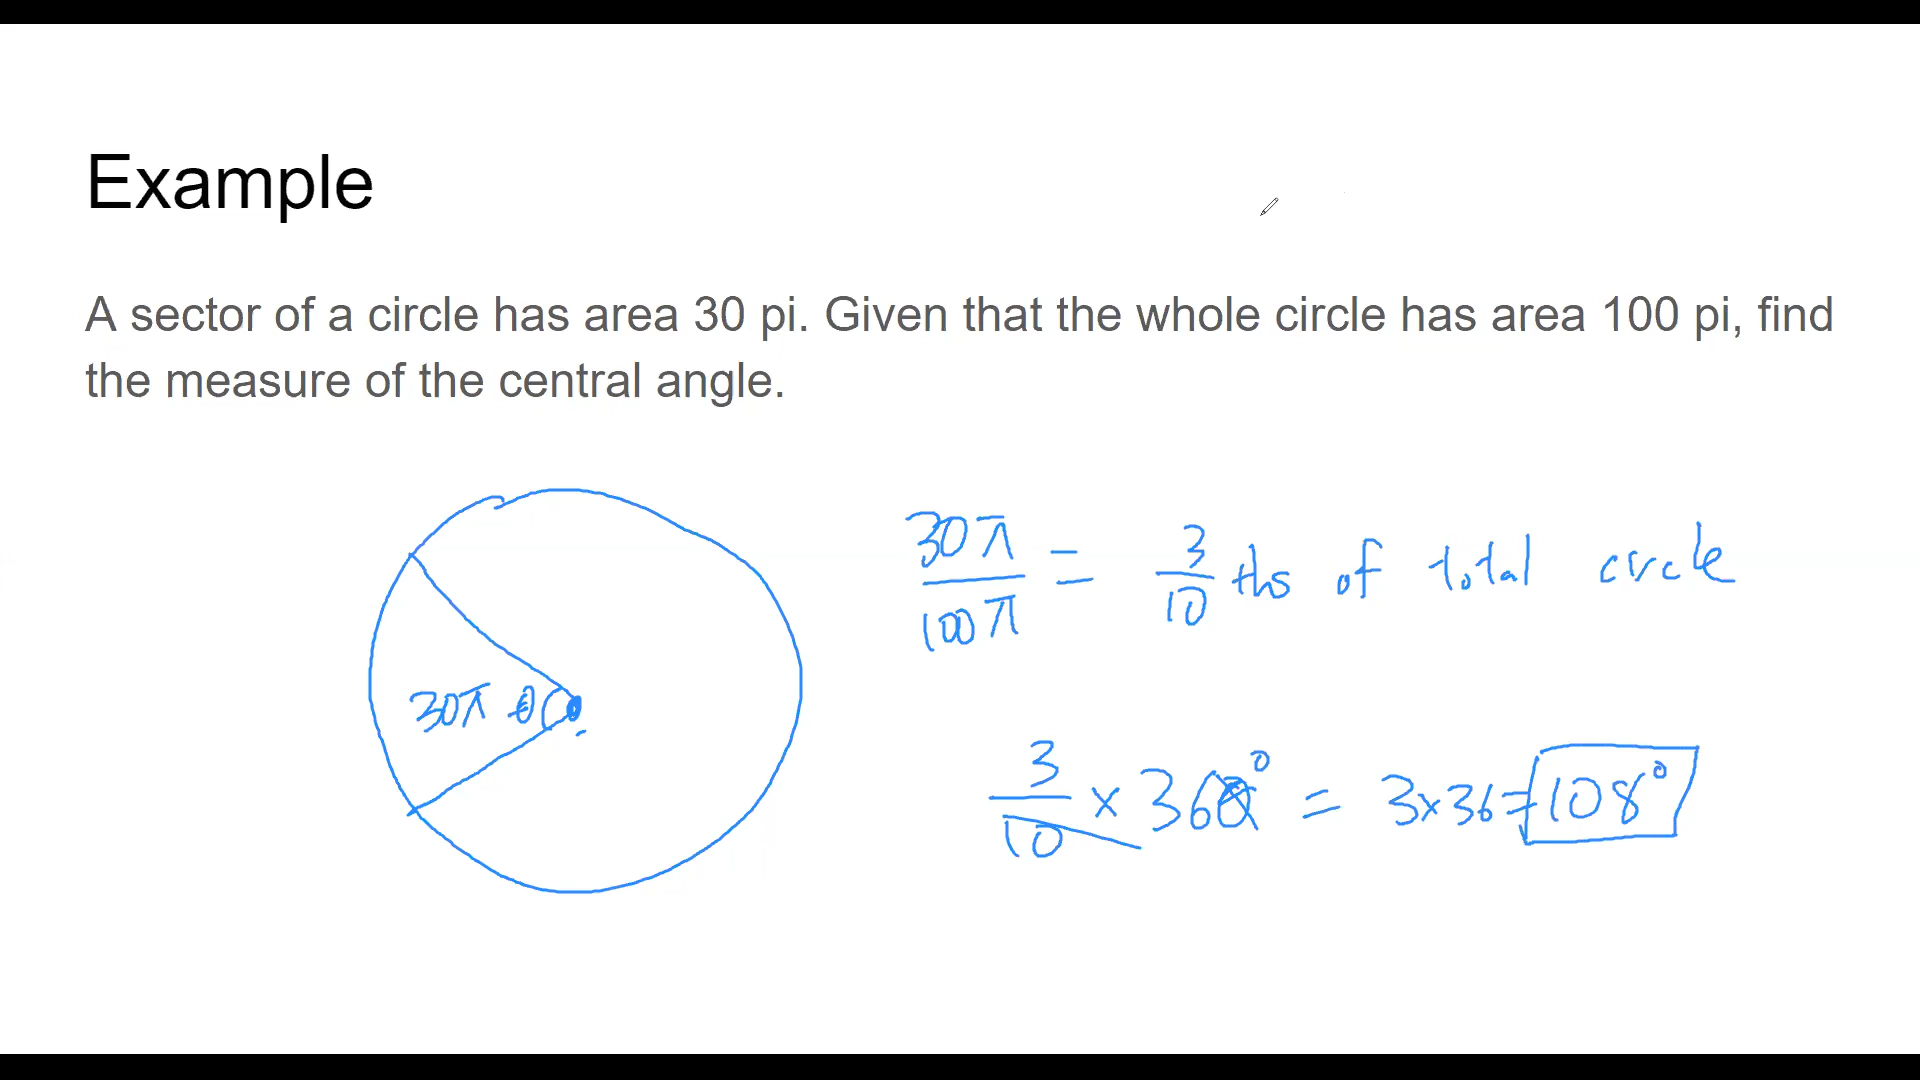 Example
A sector of a circle has area 30 pi. Given that the whole circle has area 100 pi, find
the measure of the central angle.
30π/100π = 3/10 ths of total circle
30π θ
3/10 × 360° = 3×36 = 108°